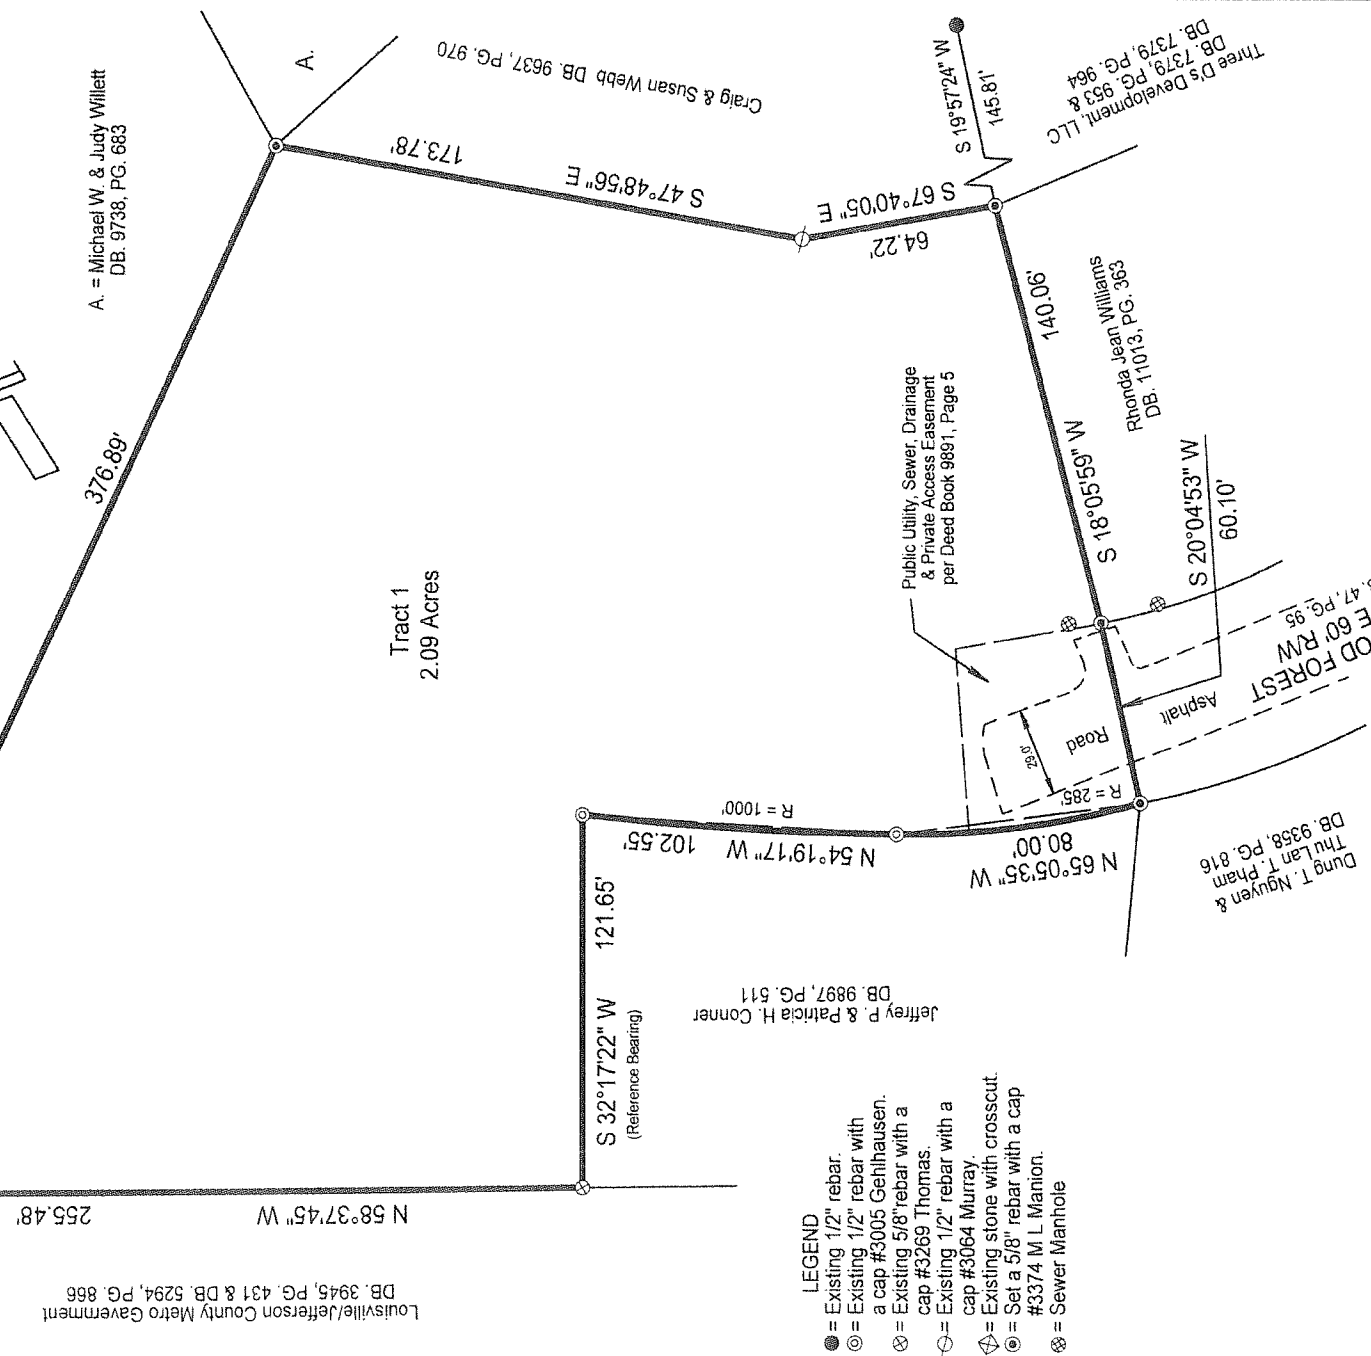 A. = Michael W. & Judy Willett
DB. 9738, PG. 683
A.
Craig & Susan Webb DB. 9637, PG. 970
376.89'
173.78'
S 47°48'56" E
S 67°40'05" E
64.22'
S 19°57'24" W
145.81'
Three D's Development, LLC
DB. 7379, PG. 953 &
DB. 7379, PG. 964
Tract 1
2.09 Acres
140.06'
S 18°05'59" W
Rhonda Jean Williams
DB. 11013, PG. 363
Public Utility, Sewer, Drainage
& Private Access Easement
per Deed Book 9891, Page 5
S 20°04'53" W
60.10'
47, PG. 95
60' R/W
OD FOREST
Asphalt
Road
29.0'
R = 285'
R = 1000'
N 54°19'17" W 102.55'
N 65°05'35" W
80.00'
Dung T. Nguyen &
Thu Lan T. Pham
DB. 9358, PG. 816
S 32°17'22" W 121.65'
(Reference Bearing)
Jeffrey P. & Patricia H. Conner
DB. 9897, PG. 511
N 58°37'45" W 255.48'
Louisville/Jefferson County Metro Government
DB. 3945, PG. 431 & DB. 5294, PG. 866
LEGEND
= Existing 1/2" rebar.
= Existing 1/2" rebar with
a cap #3005 Gehlhausen.
= Existing 5/8"rebar with a
cap #3269 Thomas.
= Existing 1/2" rebar with a
cap #3064 Murray.
= Existing stone with crosscut.
= Set a 5/8" rebar with a cap
#3374 M L Manion.
= Sewer Manhole